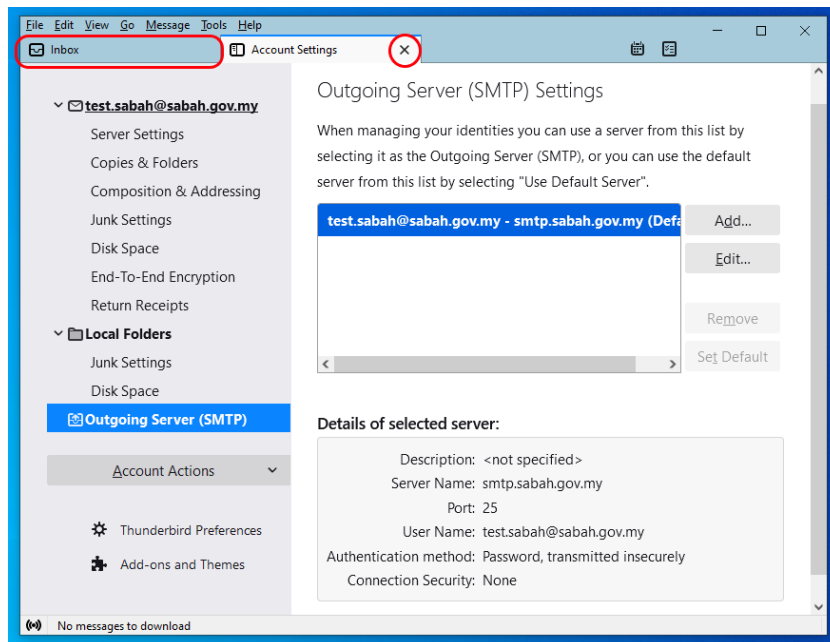 File Edit View Go Message Tools Help
Inbox
Account Settings
test.sabah@sabah.gov.my
Server Settings
Copies & Folders
Composition & Addressing
Junk Settings
Disk Space
End-To-End Encryption
Return Receipts
Local Folders
Junk Settings
Disk Space
Outgoing Server (SMTP)
Account Actions
Thunderbird Preferences
Add-ons and Themes
Outgoing Server (SMTP) Settings
When managing your identities you can use a server from this list by
selecting it as the Outgoing Server (SMTP), or you can use the default
server from this list by selecting "Use Default Server".
test.sabah@sabah.gov.my - smtp.sabah.gov.my (Defa
Add...
Edit...
Remove
Set Default
Details of selected server:
Description: <not specified>
Server Name: smtp.sabah.gov.my
Port: 25
User Name: test.sabah@sabah.gov.my
Authentication method: Password, transmitted insecurely
Connection Security: None
No messages to download